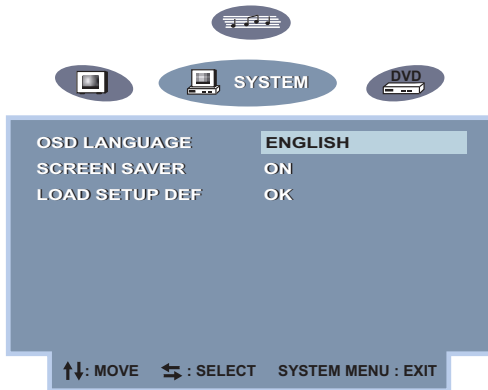 SYSTEM
DVD
OSD LANGUAGE ENGLISH
SCREEN SAVER ON
LOAD SETUP DEF OK
: MOVE : SELECT SYSTEM MENU : EXIT